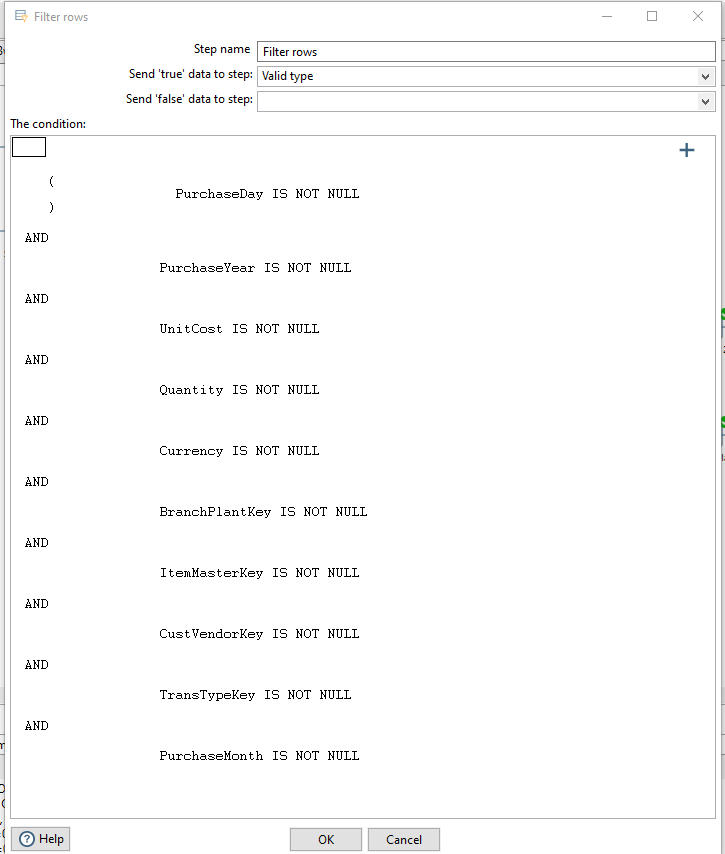 Filter rows
Step name Filter rows
Send 'true' data to step: Valid type
Send 'false' data to step:
The condition:
(
PurchaseDay IS NOT NULL
)
AND
PurchaseYear IS NOT NULL
AND
UnitCost IS NOT NULL
AND
Quantity IS NOT NULL
AND
Currency IS NOT NULL
AND
BranchPlantKey IS NOT NULL
AND
ItemMasterKey IS NOT NULL
AND
CustVendorKey IS NOT NULL
AND
TransTypeKey IS NOT NULL
AND
PurchaseMonth IS NOT NULL
Help OK Cancel